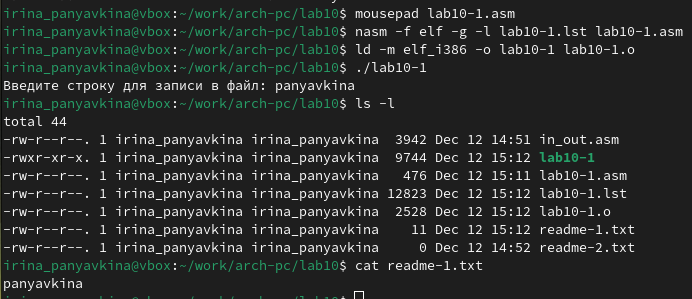 irina_panyavkina@vbox:~/work/arch-pc/lab10$ mousepad lab10-1.asm
irina_panyavkina@vbox:~/work/arch-pc/lab10$ nasm -f elf -g -l lab10-1.lst lab10-1.asm
irina_panyavkina@vbox:~/work/arch-pc/lab10$ ld -m elf_i386 -o lab10-1 lab10-1.o
irina_panyavkina@vbox:~/work/arch-pc/lab10$ ./lab10-1
Введите строку для записи в файл: panyavkina
irina_panyavkina@vbox:~/work/arch-pc/lab10$ ls -l
total 44
-rw-r--r--. 1 irina_panyavkina irina_panyavkina  3942 Dec 12 14:51 in_out.asm
-rwxr-xr-x. 1 irina_panyavkina irina_panyavkina  9744 Dec 12 15:12 lab10-1
-rw-r--r--. 1 irina_panyavkina irina_panyavkina   476 Dec 12 15:11 lab10-1.asm
-rw-r--r--. 1 irina_panyavkina irina_panyavkina 12823 Dec 12 15:12 lab10-1.lst
-rw-r--r--. 1 irina_panyavkina irina_panyavkina  2528 Dec 12 15:12 lab10-1.o
-rw-r--r--. 1 irina_panyavkina irina_panyavkina    11 Dec 12 15:12 readme-1.txt
-rw-r--r--. 1 irina_panyavkina irina_panyavkina     0 Dec 12 14:52 readme-2.txt
irina_panyavkina@vbox:~/work/arch-pc/lab10$ cat readme-1.txt
panyavkina